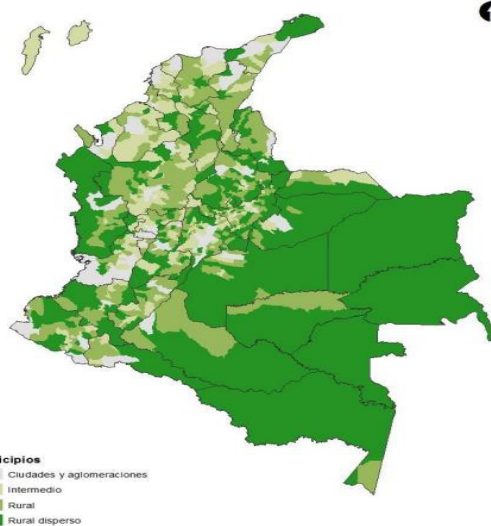 icipios
Ciudades y aglomeraciones
Intermedio
Rural
Rural disperso